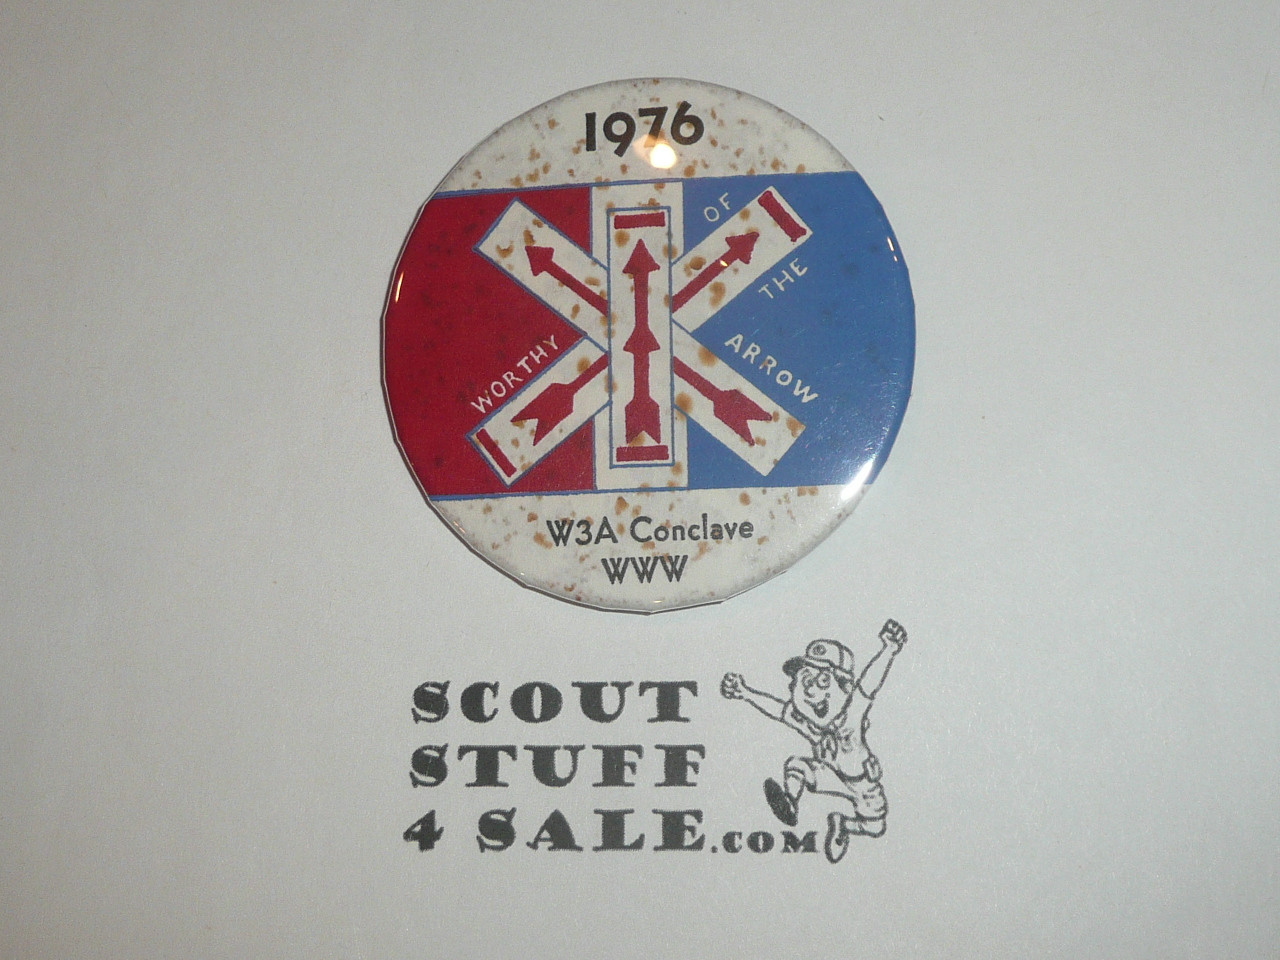 1976
WORTHY
OF
THE
ARROW
W3A Conclave
WWW
SCOUT
STUFF
4 SALE.COM